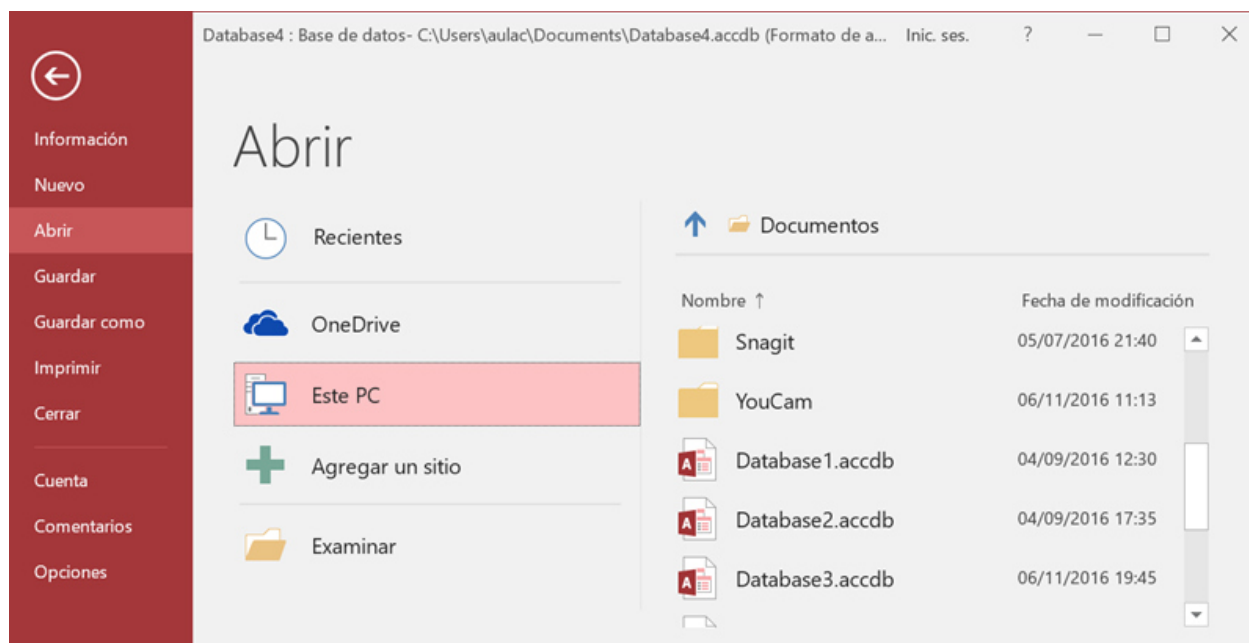 Database4 : Base de datos- C:\Users\aulac\Documents\Database4.accdb (Formato de a... Inic. ses. ?
Información
Nuevo
Abrir
Guardar
Guardar como
Imprimir
Cerrar
Cuenta
Comentarios
Opciones
Abrir
Recientes
OneDrive
Este PC
Agregar un sitio
Examinar
Documentos
Nombre ↑ Fecha de modificación
Snagit 05/07/2016 21:40
YouCam 06/11/2016 11:13
Database1.accdb 04/09/2016 12:30
Database2.accdb 04/09/2016 17:35
Database3.accdb 06/11/2016 19:45